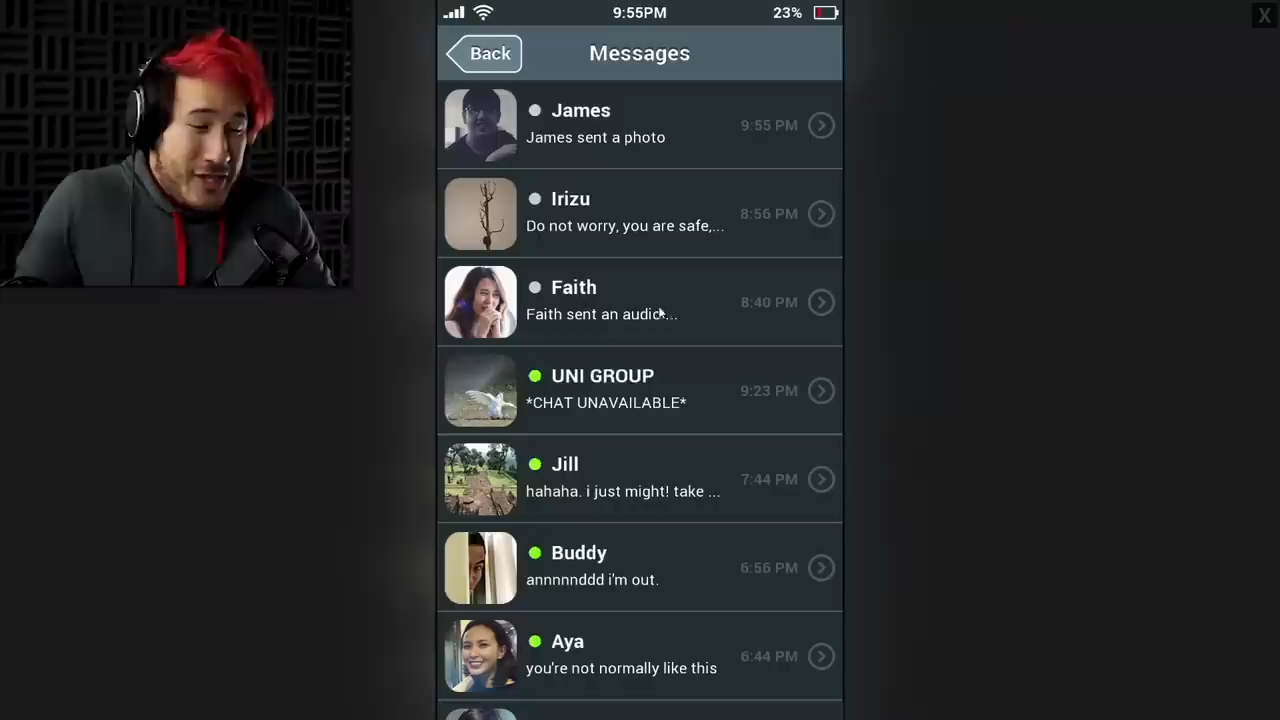 9:55PM
23%
X
Back
Messages
James
James sent a photo
9:55 PM
Irizu
Do not worry, you are safe,...
8:56 PM
Faith
Faith sent an audio...
8:40 PM
UNI GROUP
*CHAT UNAVAILABLE*
9:23 PM
Jill
hahaha. i just might! take ...
7:44 PM
Buddy
annnnnddd i'm out.
6:56 PM
Aya
you're not normally like this
6:44 PM